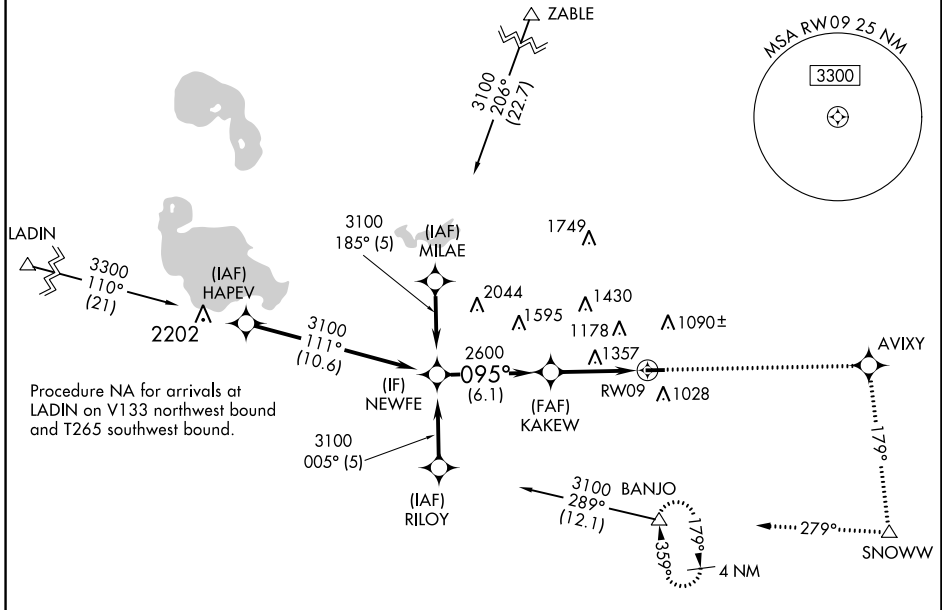 ZABLE
MSA RW09 25 NM
3300
3100
206°
(22.7)
LADIN
3300
110°
(21)
(IAF)
HAPEV
2202
3100
185° (5)
(IAF)
MILAE
1749
2044
1595
1430
1178
1090±
1357
3100
111°
(10.6)
2600
095°
(6.1)
(IF)
NEWFE
(FAF)
KAKEW
RW09
1028
AVIXY
Procedure NA for arrivals at
LADIN on V133 northwest bound
and T265 southwest bound.
3100
005° (5)
(IAF)
RILOY
3100
289°
(12.1)
BANJO
179°
359°
4 NM
279°
179°
SNOWW